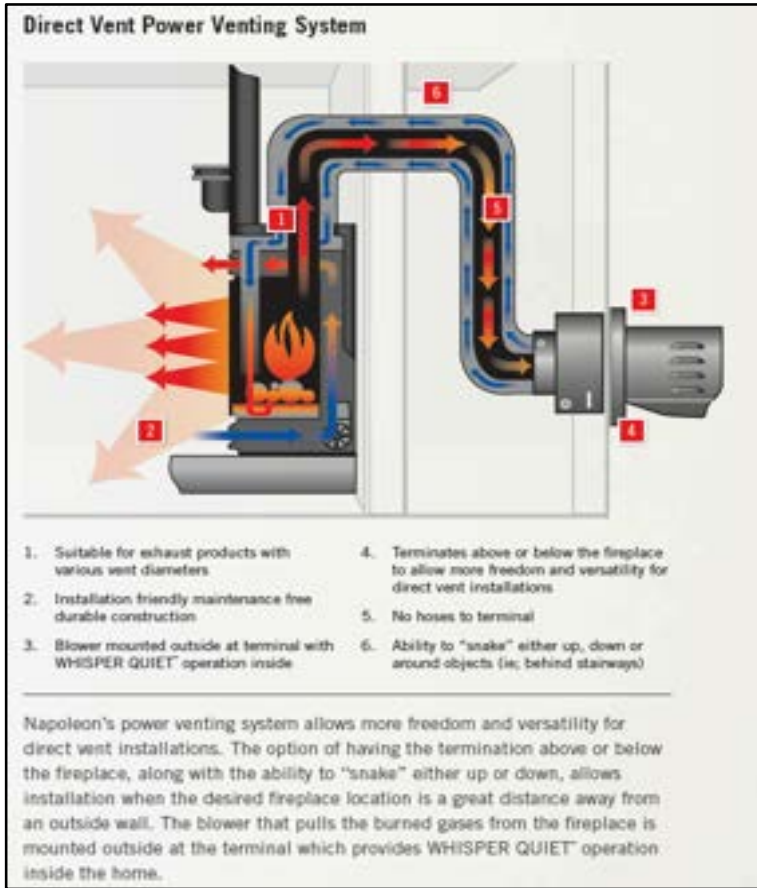 Direct Vent Power Venting System
6
1
5
3
2
4
1. Suitable for exhaust products with
various vent diameters
2. Installation friendly maintenance free
durable construction
3. Blower mounted outside at terminal with
WHISPER QUIET™ operation inside
4. Terminates above or below the fireplace
to allow more freedom and versatility for
direct vent installations
5. No hoses to terminal
6. Ability to "snake" either up, down or
around objects (ie; behind stairways)
Napoleon's power venting system allows more freedom and versatility for
direct vent installations. The option of having the termination above or below
the fireplace, along with the ability to "snake" either up or down, allows
installation when the desired fireplace location is a great distance away from
an outside wall. The blower that pulls the burned gases from the fireplace is
mounted outside at the terminal which provides WHISPER QUIET™ operation
inside the home.